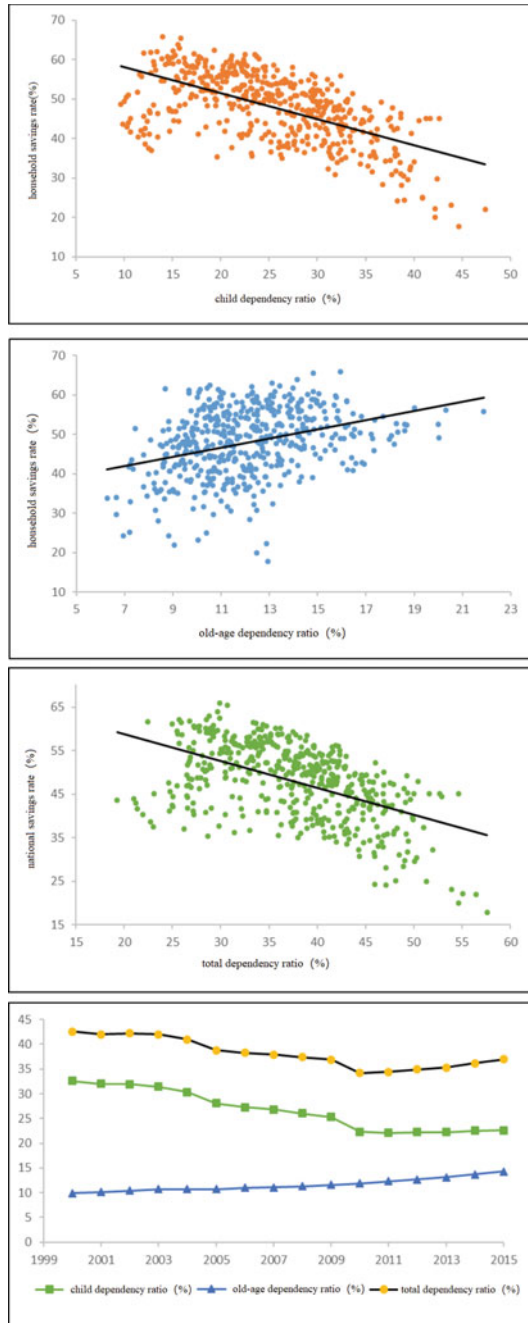 70
60
50
40
30
20
10
household savings rate(%)
5 10 15 20 25 30 35 40 45 50
child dependency ratio (%)
70
60
50
40
30
20
10
household savings rate (%)
5 7 9 11 13 15 17 19 21 23
old-age dependency ratio (%)
65
55
45
35
25
15
national savings rate (%)
15 20 25 30 35 40 45 50 55 60
total dependency ratio (%)
45
40
35
30
25
20
15
10
5
0
1999 2001 2003 2005 2007 2009 2011 2013 2015
child dependency ratio (%) old-age dependency ratio (%) total dependency ratio (%)